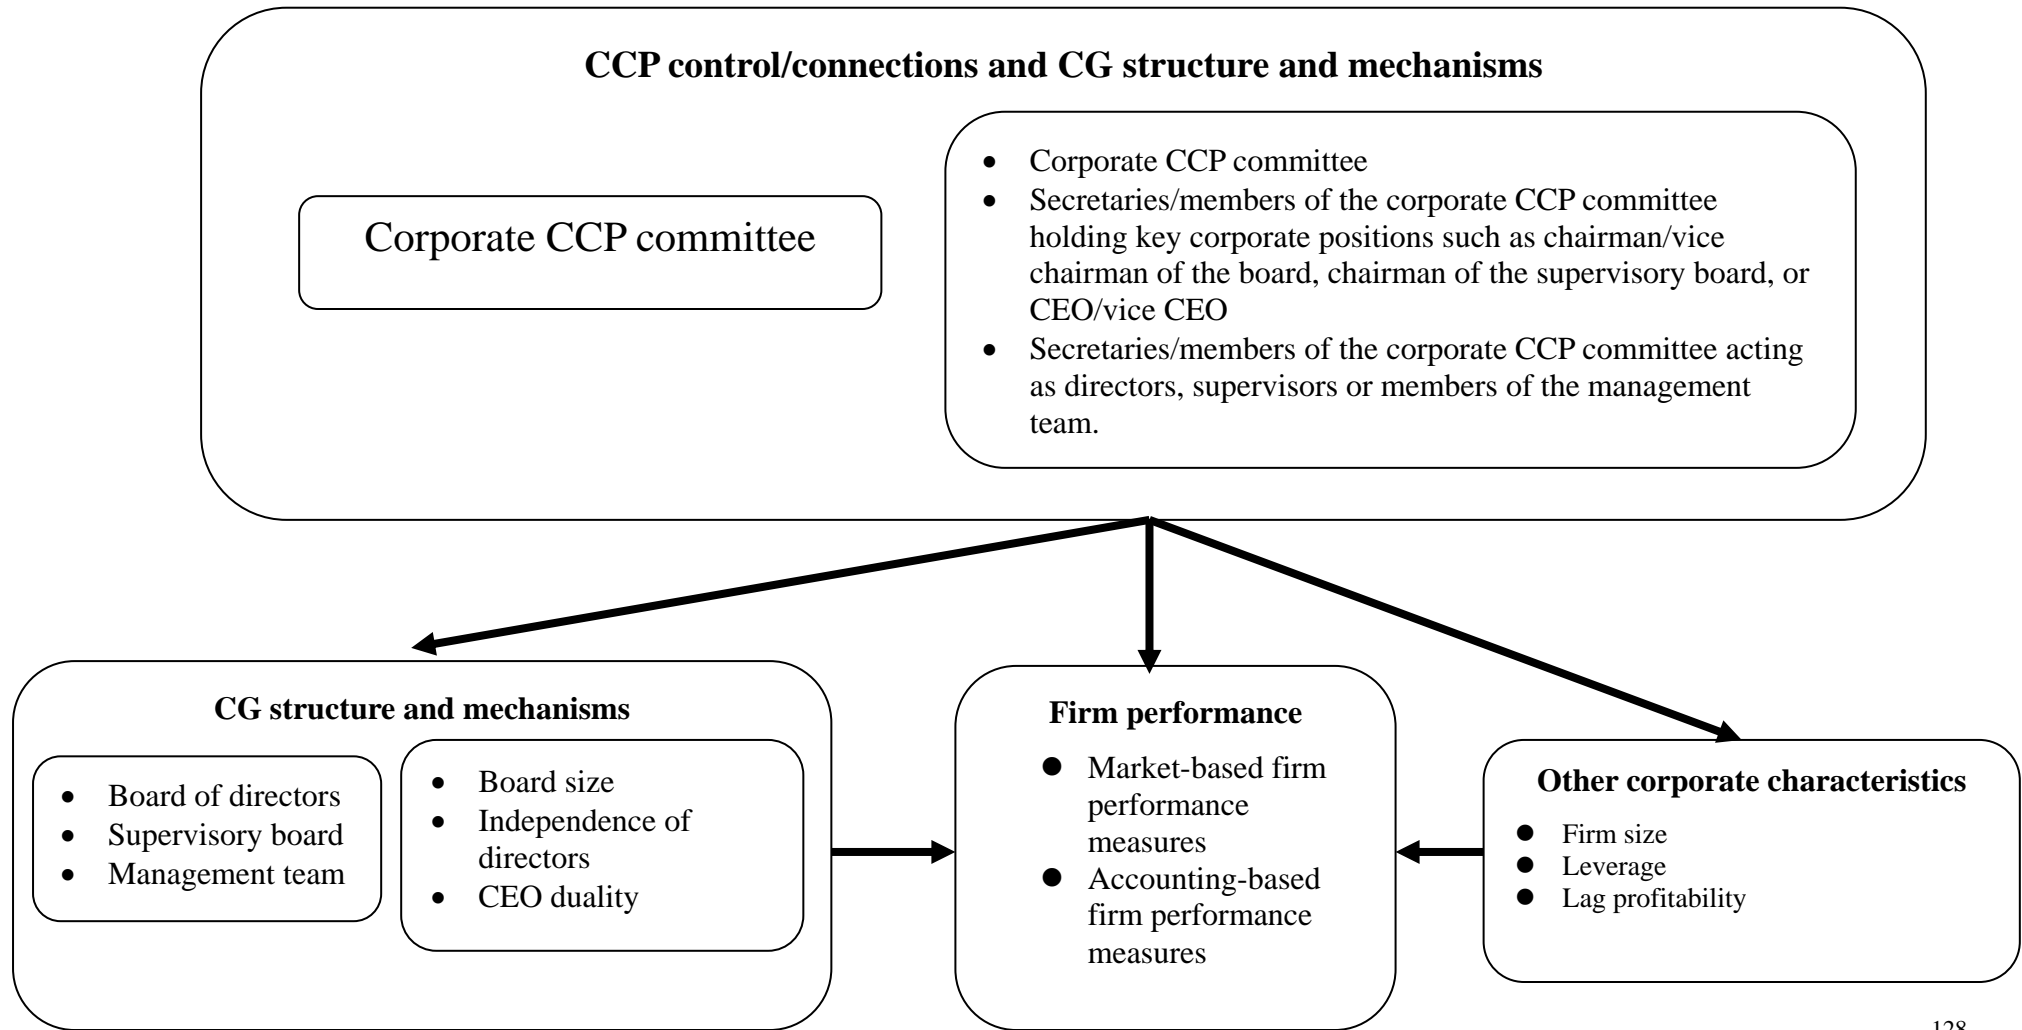 CCP control/connections and CG structure and mechanisms
Corporate CCP committee
• Corporate CCP committee
• Secretaries/members of the corporate CCP committee
holding key corporate positions such as chairman/vice
chairman of the board, chairman of the supervisory board, or
CEO/vice CEO
• Secretaries/members of the corporate CCP committee acting
as directors, supervisors or members of the management
team.
CG structure and mechanisms
• Board of directors
• Supervisory board
• Management team
• Board size
• Independence of
directors
• CEO duality
Firm performance
● Market-based firm
performance
measures
● Accounting-based
firm performance
measures
Other corporate characteristics
● Firm size
● Leverage
● Lag profitability
128